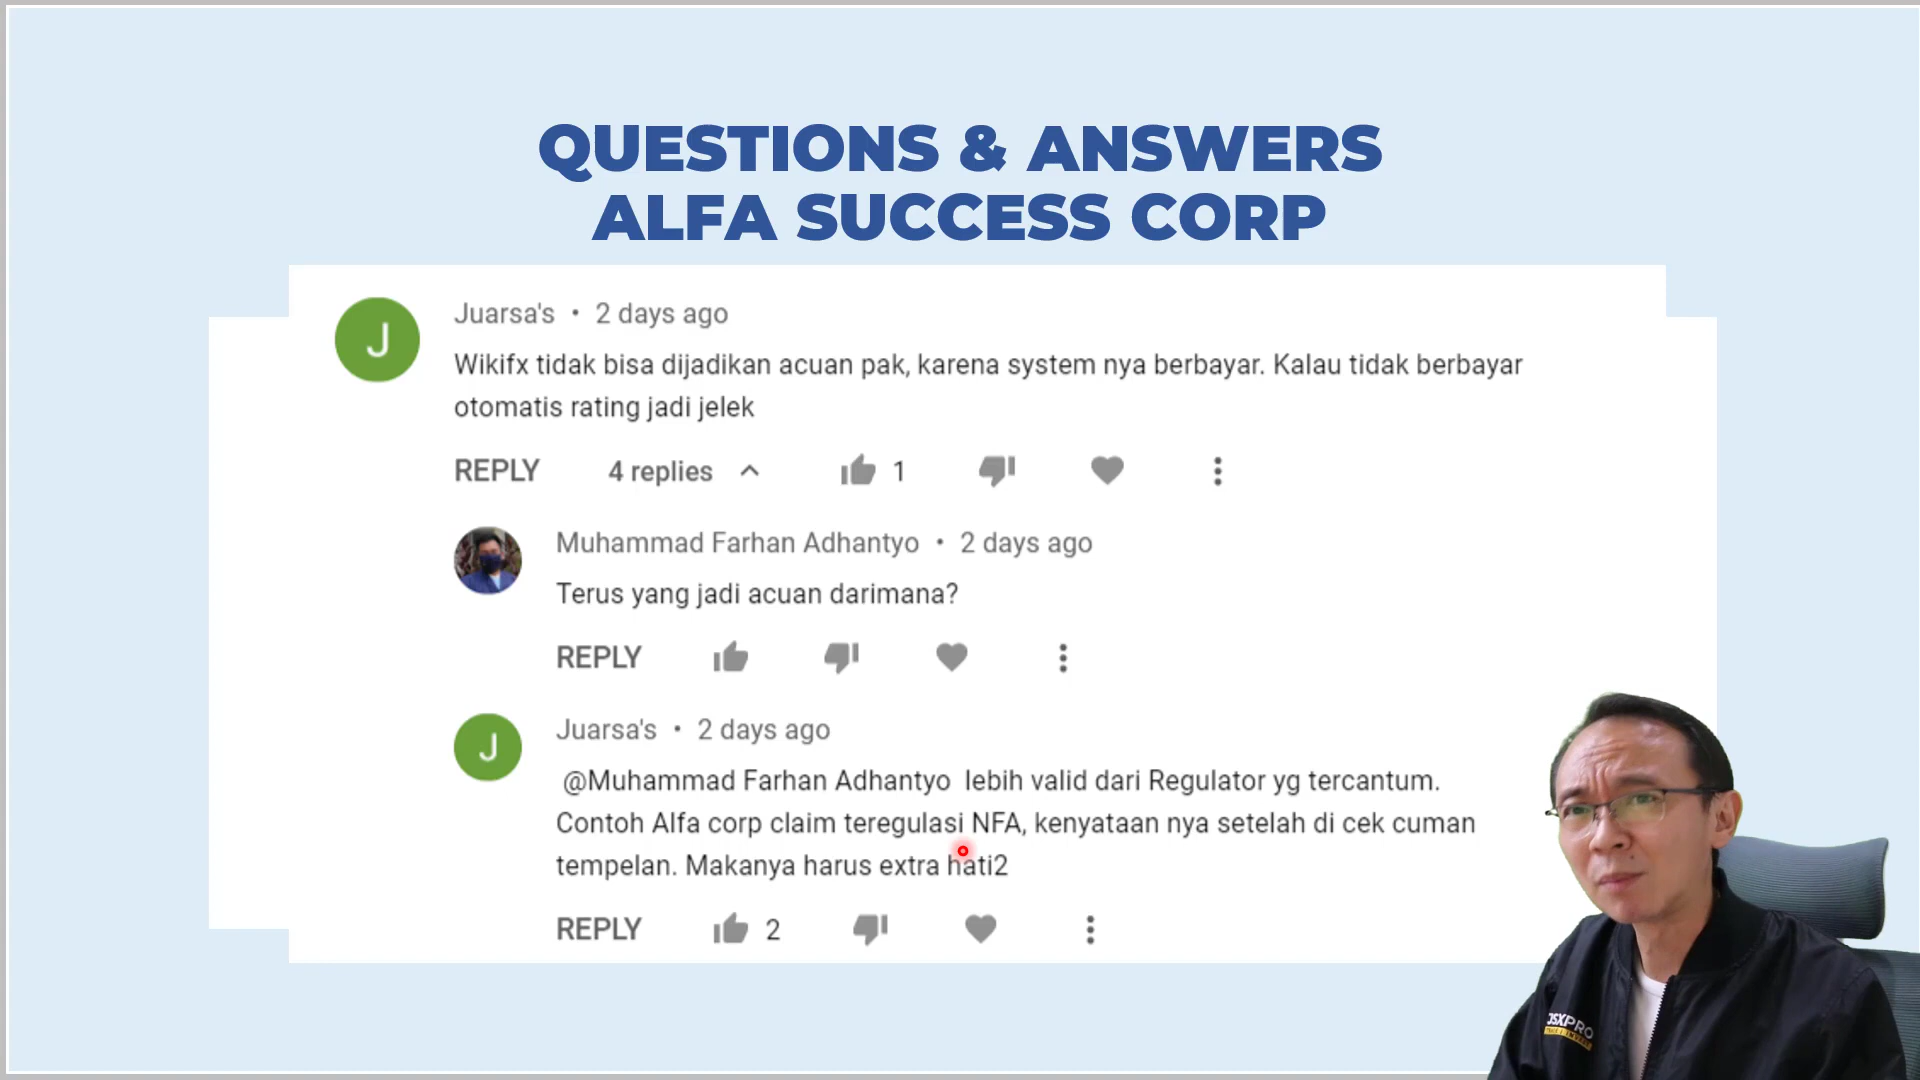 QUESTIONS & ANSWERS
ALFA SUCCESS CORP
J
Juarsa's • 2 days ago
Wikifx tidak bisa dijadikan acuan pak, karena system nya berbayar. Kalau tidak berbayar
otomatis rating jadi jelek
REPLY 4 replies 1
Muhammad Farhan Adhantyo • 2 days ago
Terus yang jadi acuan darimana?
REPLY
J
Juarsa's • 2 days ago
@Muhammad Farhan Adhantyo lebih valid dari Regulator yg tercantum.
Contoh Alfa corp claim teregulasi NFA, kenyataan nya setelah di cek cuman
tempelan. Makanya harus extra hati2
REPLY 2